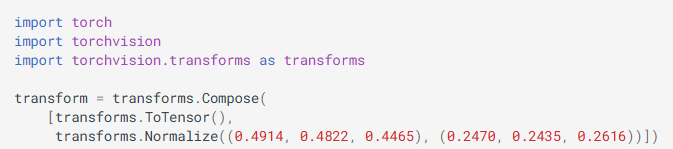 import torch
import torchvision
import torchvision.transforms as transforms
transform = transforms.Compose(
[transforms.ToTensor(),
transforms.Normalize((0.4914, 0.4822, 0.4465), (0.2470, 0.2435, 0.2616))])